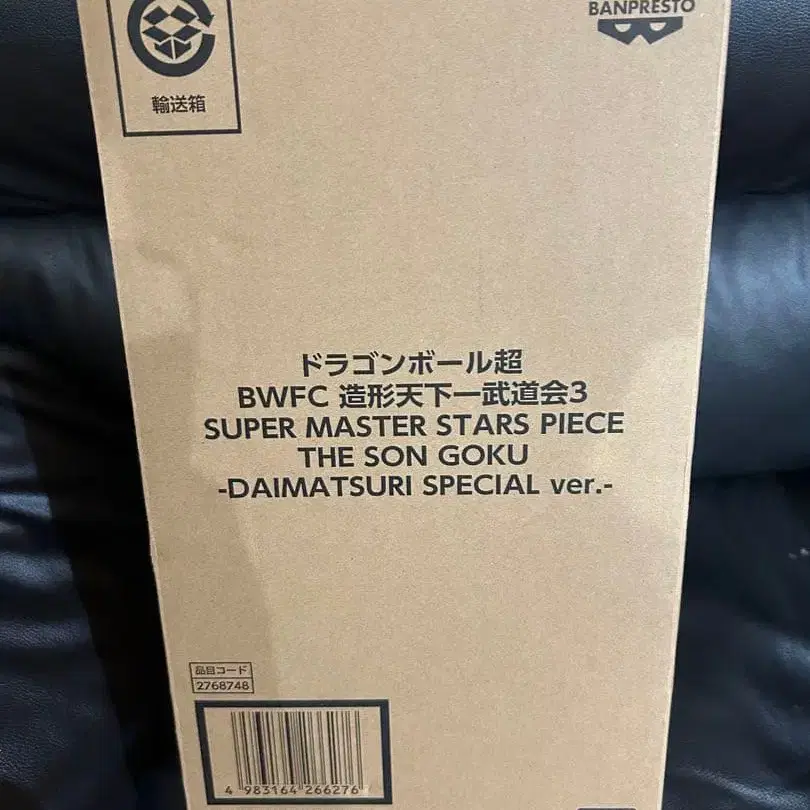 BANPRESTO
輸送箱
ドラゴンボール超
BWFC 造形天下一武道会3
SUPER MASTER STARS PIECE
THE SON GOKU
-DAIMATSURI SPECIAL ver.-
品目コード
2768748
4 983164 266276